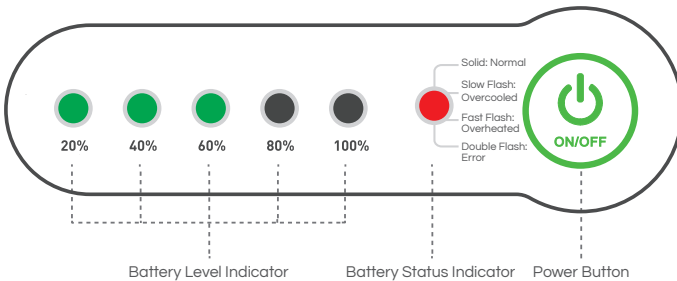 Solid: Normal
Slow Flash:
Overcooled
Fast Flash:
Overheated
Double Flash:
Error
20%
40%
60%
80%
100%
ON/OFF
Battery Level Indicator
Battery Status Indicator
Power Button